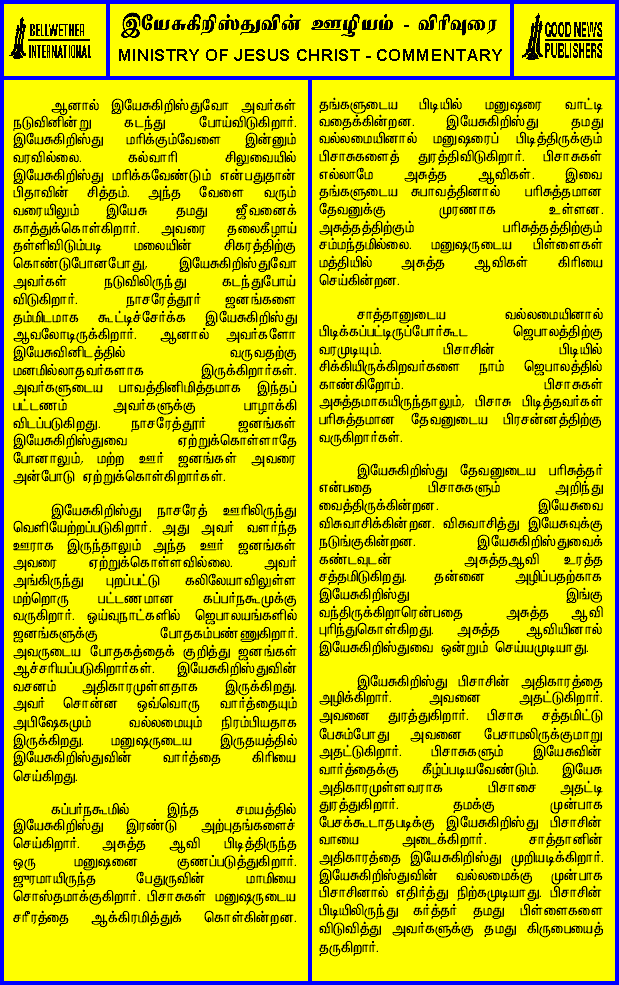 BELLWETHER
INTERNATIONAL
இயேசுகிறிஸ்துவின் ஊழியம் - விரிவுரை
MINISTRY OF JESUS CHRIST - COMMENTARY
GOOD NEWS
PUBLISHERS
ஆனால் இயேசுகிறிஸ்துவோ அவர்கள்
நடுவினின்று கடந்து போய்விடுகிறார்.
இயேசுகிறிஸ்து மரிக்கும்வேளை இன்னும்
வரவில்லை. கல்வாரி சிலுவையில்
இயேசுகிறிஸ்து மரிக்கவேண்டும் என்பதுதான்
பிதாவின் சித்தம். அந்த வேளை வரும்
வரையிலும் இயேசு தமது ஜீவனைக்
காத்துக்கொள்கிறார். அவரை தலைகீழாய்
தள்ளிவிடும்படி மலையின் சிகரத்திற்கு
கொண்டுபோனபோது, இயேசுகிறிஸ்துவோ
அவர்கள் நடுவிலிருந்து கடந்துபோய்
விடுகிறார். நாசரேத்தூர் ஜனங்களை
தம்மிடமாக கூட்டிச்சேர்க்க இயேசுகிறிஸ்து
ஆவலோடிருக்கிறார். ஆனால் அவர்களோ
இயேசுவினிடத்தில் வருவதற்கு
மனமில்லாதவர்களாக இருக்கிறார்கள்.
அவர்களுடைய பாவத்தினிமித்தமாக இந்தப்
பட்டணம் அவர்களுக்கு பாழாக்கி
விடப்படுகிறது. நாசரேத்தூர் ஜனங்கள்
இயேசுகிறிஸ்துவை ஏற்றுக்கொள்ளாதே
போனாலும், மற்ற ஊர் ஜனங்கள் அவரை
அன்போடு ஏற்றுக்கொள்கிறார்கள்.
இயேசுகிறிஸ்து நாசரேத் ஊரிலிருந்து
வெளியேற்றப்படுகிறார். அது அவர் வளர்ந்த
ஊராக இருந்தாலும் அந்த ஊர் ஜனங்கள்
அவரை ஏற்றுக்கொள்ளவில்லை. அவர்
அங்கிருந்து புறப்பட்டு கலிலேயாவிலுள்ள
மற்றொரு பட்டணமான கப்பர்நகூமுக்கு
வருகிறார். ஓய்வுநாட்களில் ஜெபாலயங்களில்
ஜனங்களுக்கு போதகம்பண்ணுகிறார்.
அவருடைய போதகத்தைக் குறித்து ஜனங்கள்
ஆச்சரியப்படுகிறார்கள். இயேசுகிறிஸ்துவின்
வசனம் அதிகாரமுள்ளதாக இருக்கிறது.
அவர் சொன்ன ஒவ்வொரு வார்த்தையும்
அபிஷேகமும் வல்லமையும் நிரம்பியதாக
இருக்கிறது. மனுஷருடைய இருதயத்தில்
இயேசுகிறிஸ்துவின் வார்த்தை கிரியை
செய்கிறது.
கப்பர்நகூமில் இந்த சமயத்தில்
இயேசுகிறிஸ்து இரண்டு அற்புதங்களைச்
செய்கிறார். அசுத்த ஆவி பிடித்திருந்த
ஒரு மனுஷனை குணப்படுத்துகிறார்.
ஜுரமாயிருந்த பேதுருவின் மாமியை
சொஸ்தமாக்குகிறார். பிசாசுகள் மனுஷருடைய
சரீரத்தை ஆக்கிரமித்துக் கொள்கின்றன.
தங்களுடைய பிடியில் மனுஷரை வாட்டி
வதைக்கின்றன. இயேசுகிறிஸ்து தமது
வல்லமையினால் மனுஷரைப் பிடித்திருக்கும்
பிசாசுகளைத் துரத்திவிடுகிறார். பிசாசுகள்
எல்லாமே அசுத்த ஆவிகள். இவை
தங்களுடைய சுபாவத்தினால் பரிசுத்தமான
தேவனுக்கு முரணாக உள்ளன.
அசுத்தத்திற்கும் பரிசுத்தத்திற்கும்
சம்மந்தமில்லை. மனுஷருடைய பிள்ளைகள்
மத்தியில் அசுத்த ஆவிகள் கிரியை
செய்கின்றன.
சாத்தானுடைய வல்லமையினால்
பிடிக்கப்பட்டிருப்போர்கூட ஜெபாலத்திற்கு
வரமுடியும். பிசாசின் பிடியில்
சிக்கியிருக்கிறவர்களை நாம் ஜெபாலத்தில்
காண்கிறோம். பிசாசுகள்
அசுத்தமாகயிருந்தாலும், பிசாசு பிடித்தவர்கள்
பரிசுத்தமான தேவனுடைய பிரசன்னத்திற்கு
வருகிறார்கள்.
இயேசுகிறிஸ்து தேவனுடைய பரிசுத்தர்
என்பதை பிசாசுகளும் அறிந்து
வைத்திருக்கின்றன. இயேசுவை
விசுவாசிக்கின்றன. விசுவாசித்து இயேசுவுக்கு
நடுங்குகின்றன. இயேசுகிறிஸ்துவைக்
கண்டவுடன் அசுத்தஆவி உரத்த
சத்தமிடுகிறது. தன்னை அழிப்பதற்காக
இயேசுகிறிஸ்து இங்கு
வந்திருக்கிறாரென்பதை அசுத்த ஆவி
புரிந்துகொள்கிறது. அசுத்த ஆவியினால்
இயேசுகிறிஸ்துவை ஒன்றும் செய்யமுடியாது.
இயேசுகிறிஸ்து பிசாசின் அதிகாரத்தை
அழிக்கிறார். அவனை அதட்டுகிறார்.
அவனை துரத்துகிறார். பிசாசு சத்தமிட்டு
பேசும்போது அவனை பேசாமலிருக்குமாறு
அதட்டுகிறார். பிசாசுகளும் இயேசுவின்
வார்த்தைக்கு கீழ்ப்படியவேண்டும். இயேசு
அதிகாரமுள்ளவராக பிசாசை அதட்டி
துரத்துகிறார். தமக்கு முன்பாக
பேசக்கூடாதபடிக்கு இயேசுகிறிஸ்து பிசாசின்
வாயை அடைக்கிறார். சாத்தானின்
அதிகாரத்தை இயேசுகிறிஸ்து முறியடிக்கிறார்.
இயேசுகிறிஸ்துவின் வல்லமைக்கு முன்பாக
பிசாசினால் எதிர்த்து நிற்கமுடியாது. பிசாசின்
பிடியிலிருந்து கர்த்தர் தமது பிள்ளைகளை
விடுவித்து அவர்களுக்கு தமது கிருபையைத்
தருகிறார்.